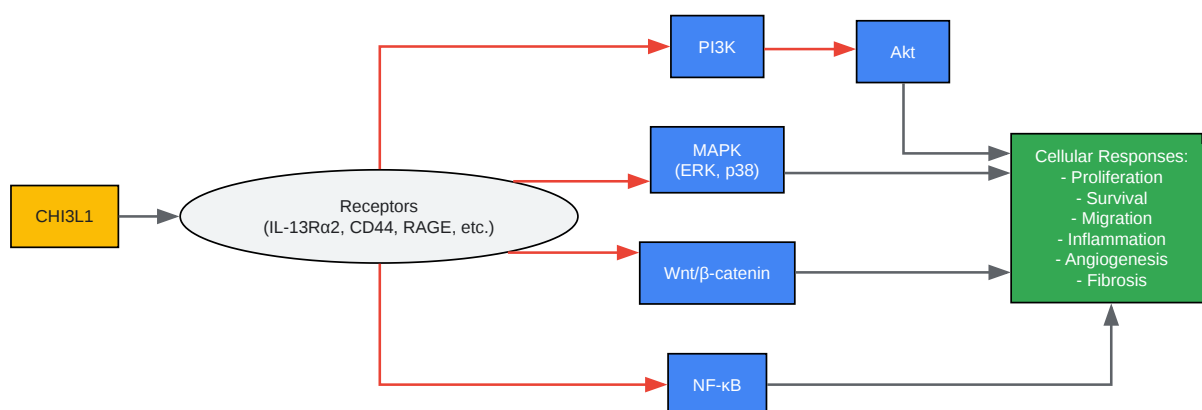 CHI3L1
Receptors
(IL-13Rα2, CD44, RAGE, etc.)
PI3K
Akt
MAPK
(ERK, p38)
Wnt/β-catenin
NF-κB
Cellular Responses:
- Proliferation
- Survival
- Migration
- Inflammation
- Angiogenesis
- Fibrosis